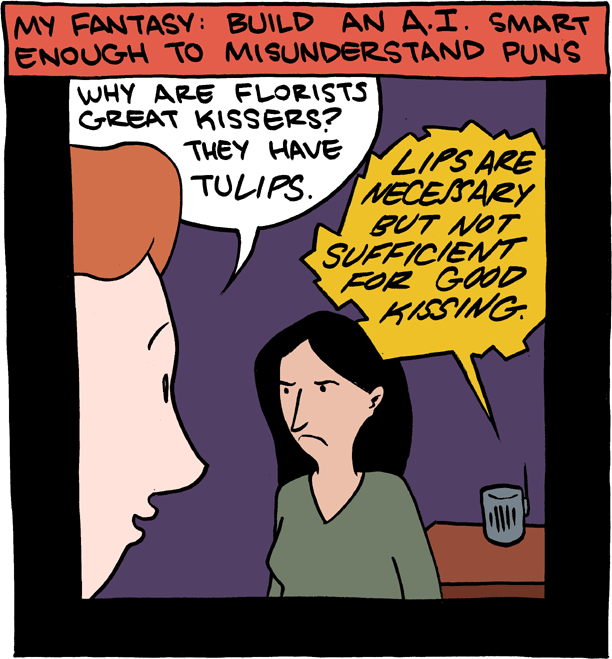 MY FANTASY: BUILD AN A.I. SMART
ENOUGH TO MISUNDERSTAND PUNS
WHY ARE FLORISTS
GREAT KISSERS?
THEY HAVE
TULIPS.
LIPS ARE
NECESSARY
BUT NOT
SUFFICIENT
FOR GOOD
KISSING.